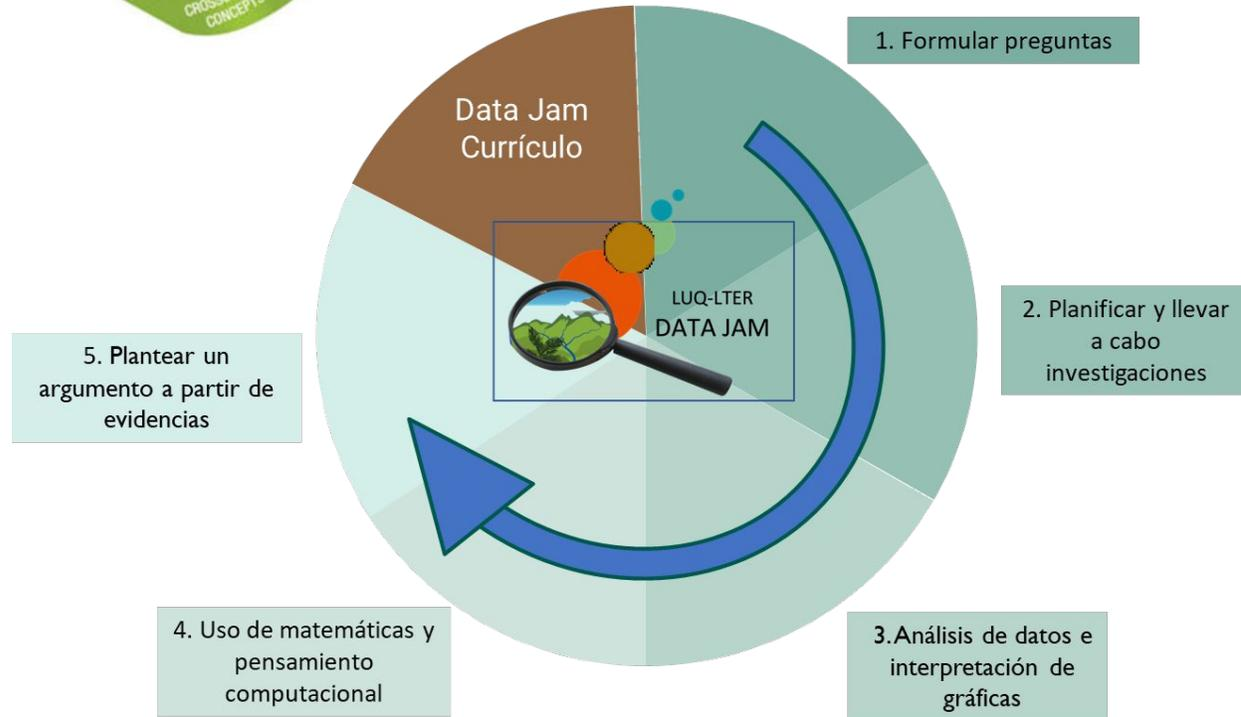 CONCEPTS
1. Formular preguntas
Data Jam
Currículo
LUQ-LTER
DATA JAM
2. Planificar y llevar
a cabo
investigaciones
3.Análisis de datos e
interpretación de
gráficas
4. Uso de matemáticas y
pensamiento
computacional
5. Plantear un
argumento a partir de
evidencias